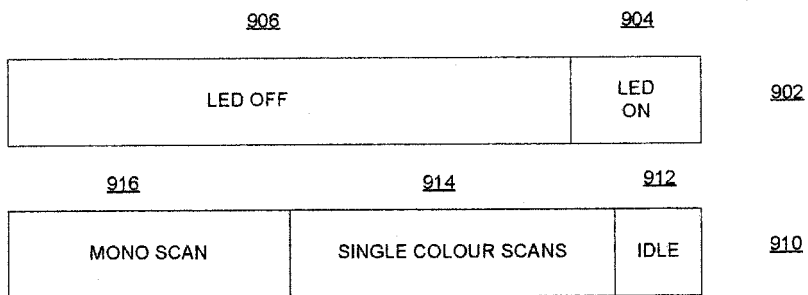 906 904
LED OFF
LED
ON
902
916 914 912
MONO SCAN SINGLE COLOUR SCANS IDLE 910